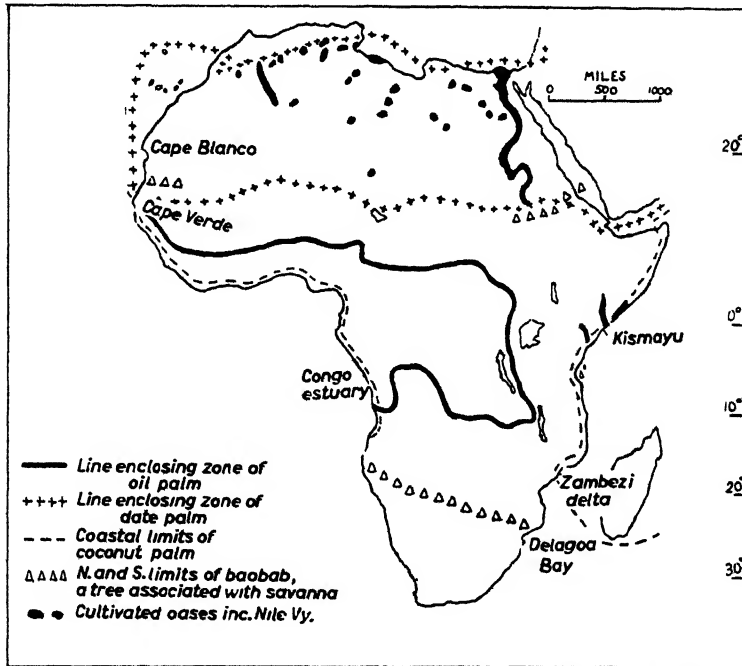 MILES
0 500 1000
20°
Cape Blanco
Cape Verde
0°
Kismayu
Congo
estuary
10°
Zambezi
delta
20°
Delagoa
Bay
30°
Line enclosing zone of
oil palm
++++ Line enclosing zone of
date palm
--- Coastal limits of
coconut palm
△△△△ N. and S. limits of baobab,
a tree associated with savanna
Cultivated oases inc. Nile Vy.